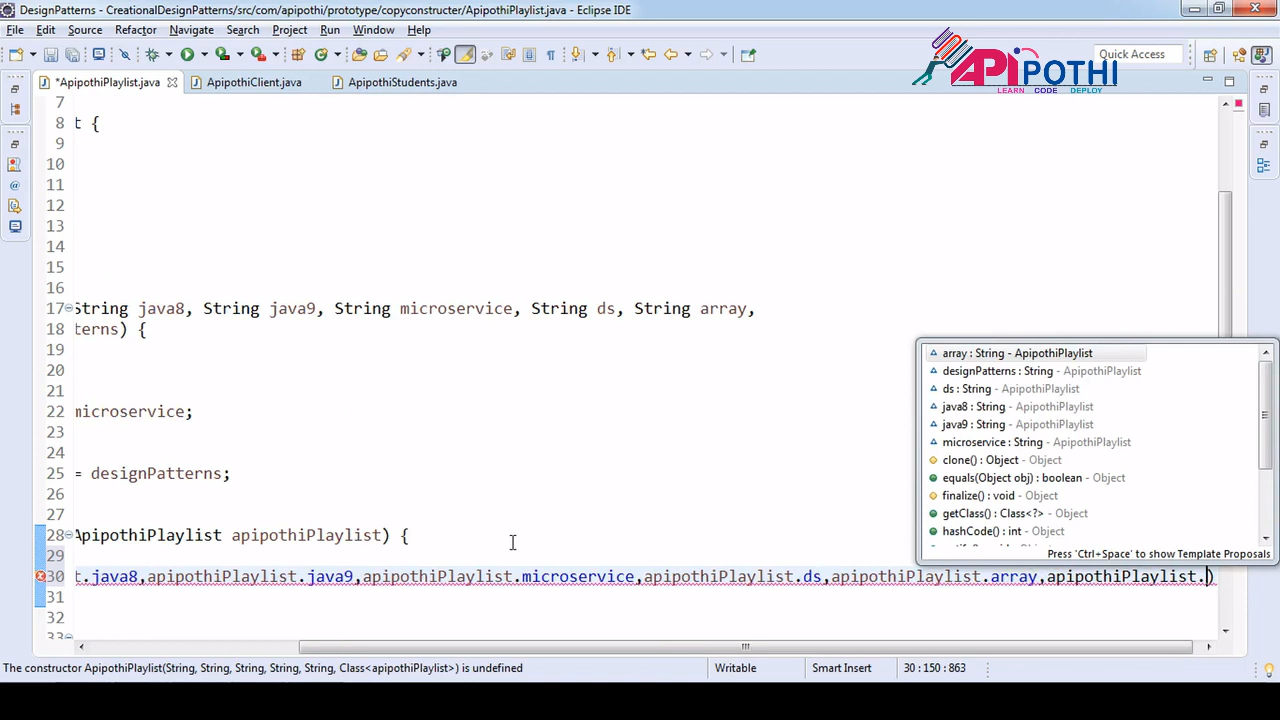 DesignPatterns - CreationalDesignPatterns/src/com/apipothi/prototype/copyconstructer/ApipothiPlaylist.java - Eclipse IDE
File Edit Source Refactor Navigate Search Project Run Window Help
Quick Access
APIPOTHI
LEARN CODE DEPLOY
*ApipothiPlaylist.java ApipothiClient.java ApipothiStudents.java
7
8 t {
9
10
11
12
13
14
15
16
17 String java8, String java9, String microservice, String ds, String array,
18 terns) {
19
20
21
22 microservice;
23
24
25 = designPatterns;
26
27
28 ApipothiPlaylist apipothiPlaylist) {
29
30 t.java8,apipothiPlaylist.java9,apipothiPlaylist.microservice,apipothiPlaylist.ds,apipothiPlaylist.array,apipothiPlaylist.)
31
32
33
array : String - ApipothiPlaylist
designPatterns : String - ApipothiPlaylist
ds : String - ApipothiPlaylist
java8 : String - ApipothiPlaylist
java9 : String - ApipothiPlaylist
microservice : String - ApipothiPlaylist
clone() : Object - Object
equals(Object obj) : boolean - Object
finalize() : void - Object
getClass() : Class<?> - Object
hashCode() : int - Object
Press 'Ctrl+Space' to show Template Proposals
The constructor ApipothiPlaylist(String, String, String, String, String, Class<apipothiPlaylist>) is undefined
Writable Smart Insert 30 : 150 : 863